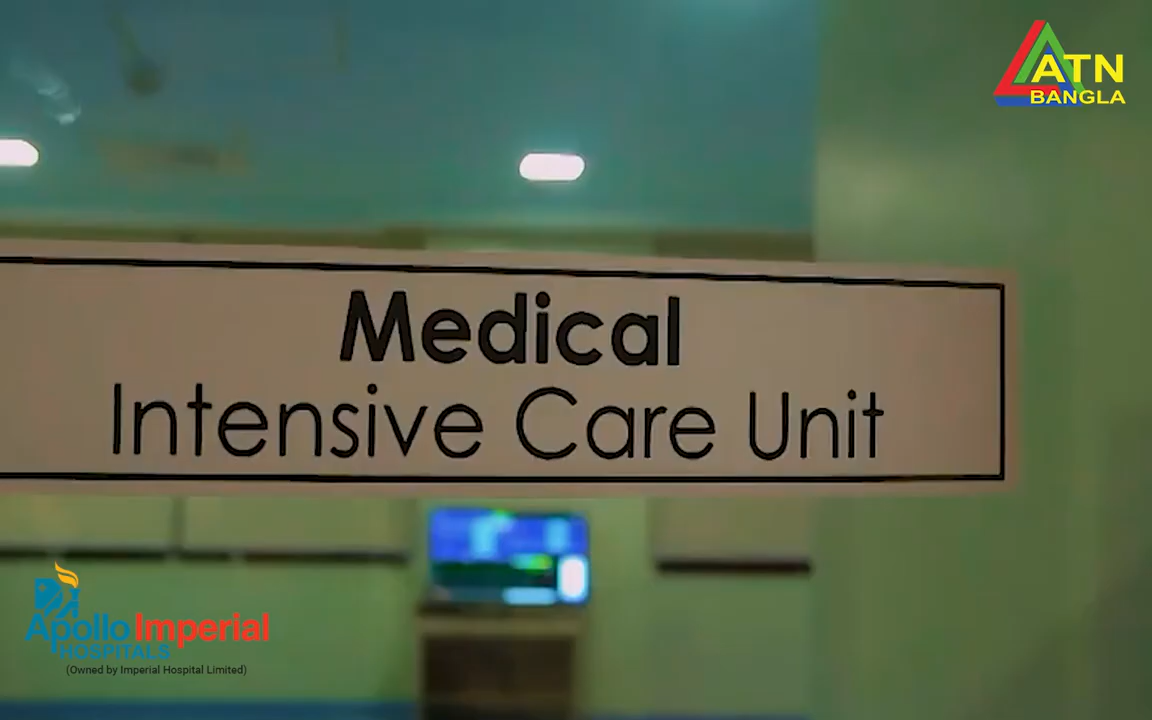 ATN
BANGLA
Medical
Intensive Care Unit
Apollo Imperial
HOSPITALS
(Owned by Imperial Hospital Limited)